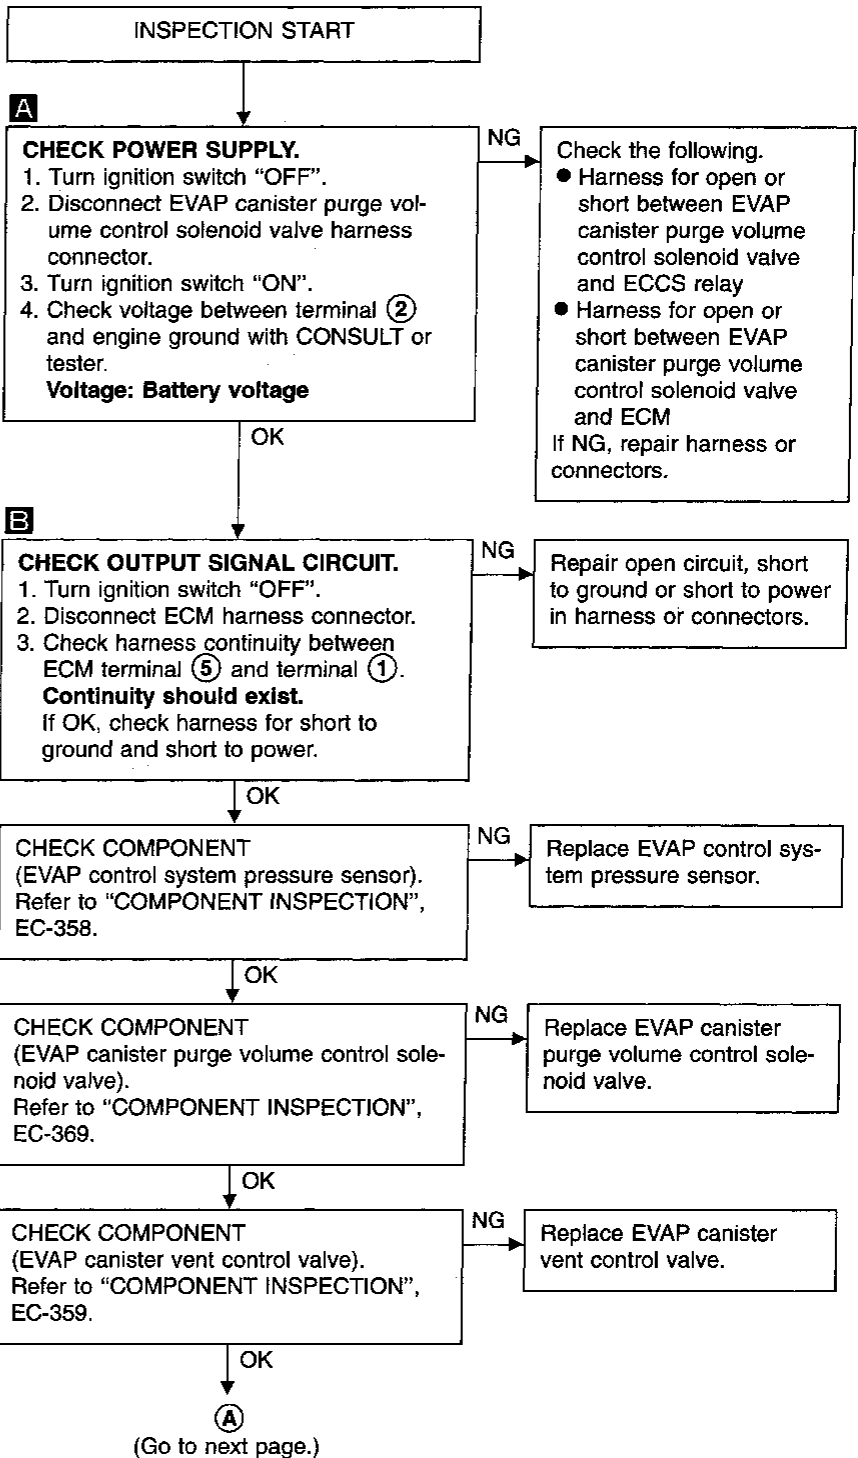 INSPECTION START
A
CHECK POWER SUPPLY.
1. Turn ignition switch “OFF”.
2. Disconnect EVAP canister purge vol-
ume control solenoid valve harness
connector.
3. Turn ignition switch “ON”.
4. Check voltage between terminal ②
and engine ground with CONSULT or
tester.
Voltage: Battery voltage
NG
Check the following.
● Harness for open or
short between EVAP
canister purge volume
control solenoid valve
and ECCS relay
● Harness for open or
short between EVAP
canister purge volume
control solenoid valve
and ECM
If NG, repair harness or
connectors.
OK
B
CHECK OUTPUT SIGNAL CIRCUIT.
1. Turn ignition switch “OFF”.
2. Disconnect ECM harness connector.
3. Check harness continuity between
ECM terminal ⑤ and terminal ①.
Continuity should exist.
If OK, check harness for short to
ground and short to power.
NG
Repair open circuit, short
to ground or short to power
in harness or connectors.
OK
CHECK COMPONENT
(EVAP control system pressure sensor).
Refer to “COMPONENT INSPECTION”,
EC-358.
NG
Replace EVAP control sys-
tem pressure sensor.
OK
CHECK COMPONENT
(EVAP canister purge volume control sole-
noid valve).
Refer to “COMPONENT INSPECTION”,
EC-369.
NG
Replace EVAP canister
purge volume control sole-
noid valve.
OK
CHECK COMPONENT
(EVAP canister vent control valve).
Refer to “COMPONENT INSPECTION”,
EC-359.
NG
Replace EVAP canister
vent control valve.
OK
Ⓐ
(Go to next page.)